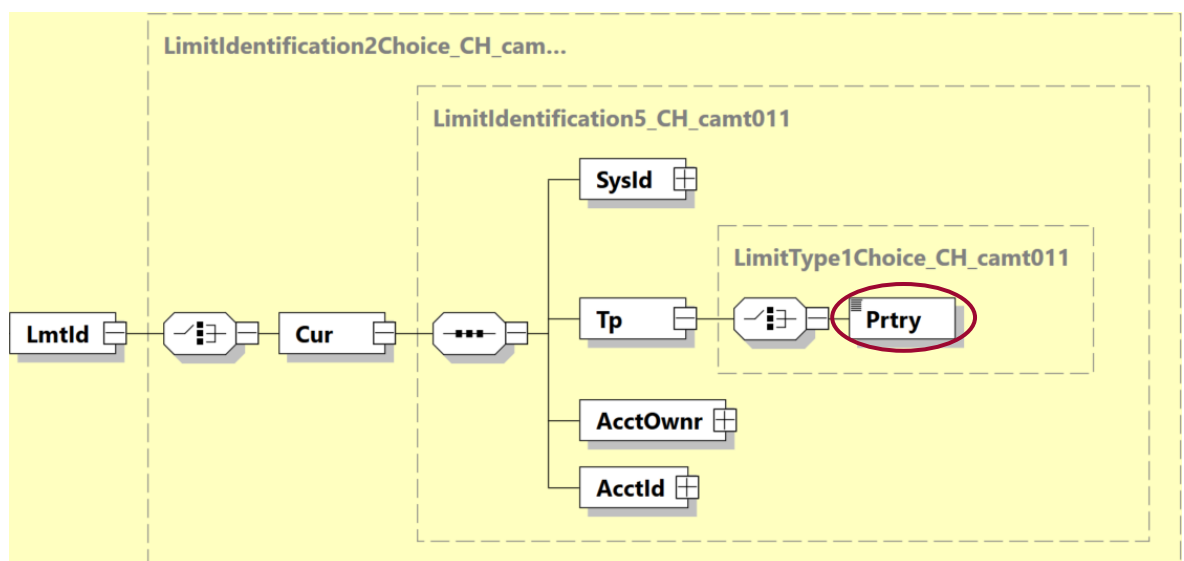 LimitIdentification2Choice_CH_cam...
LimitIdentification5_CH_camt011
SysId
LimitType1Choice_CH_camt011
LmtId
Cur
Tp
Prtry
AcctOwnr
AcctId